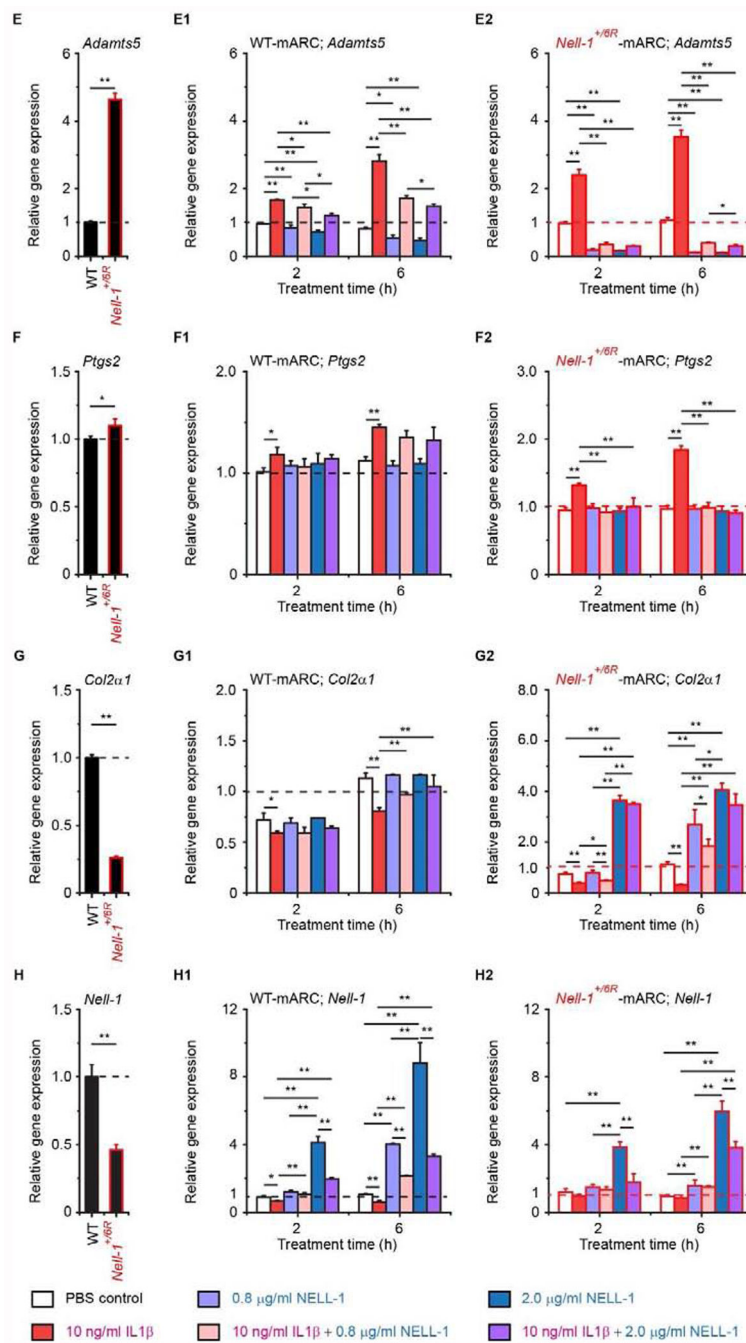 E
Adamts5
Relative gene expression
6
4
2
1
0
**
WT
Nell-1+/6R
E1
WT-mARC; Adamts5
Relative gene expression
6
4
2
1
0
** ** * ** ** * * **
** * ** ** ** *
2 6
Treatment time (h)
E2
Nell-1+/6R-mARC; Adamts5
Relative gene expression
6
4
2
1
0
** ** ** ** **
** ** ** ** ** *
2 6
Treatment time (h)
F
Ptgs2
Relative gene expression
1.5
1.0
0.5
0
*
WT
Nell-1+/6R
F1
WT-mARC; Ptgs2
Relative gene expression
2.0
1.5
1.0
0
* **
2 6
Treatment time (h)
F2
Nell-1+/6R-mARC; Ptgs2
Relative gene expression
3.0
2.0
1.0
0
** ** **
** ** **
2 6
Treatment time (h)
G
Col2α1
Relative gene expression
1.5
1.0
0.5
0
**
WT
Nell-1+/6R
G1
WT-mARC; Col2α1
Relative gene expression
2.0
1.5
1.0
0.5
0
* ** ** **
2 6
Treatment time (h)
G2
Nell-1+/6R-mARC; Col2α1
Relative gene expression
8.0
6.0
4.0
2.0
1.0
0
** ** ** ** * ** **
** ** * ** ** * **
2 6
Treatment time (h)
H
Nell-1
Relative gene expression
1.5
1.0
0.5
0
**
WT
Nell-1+/6R
H1
WT-mARC; Nell-1
Relative gene expression
12
8
4
1
0
** ** ** ** ** *
** ** ** ** ** ** ** **
2 6
Treatment time (h)
H2
Nell-1+/6R-mARC; Nell-1
Relative gene expression
12
8
4
1
0
** ** **
** ** ** ** ** **
2 6
Treatment time (h)
PBS control
0.8 µg/ml NELL-1
2.0 µg/ml NELL-1
10 ng/ml IL1β
10 ng/ml IL1β + 0.8 µg/ml NELL-1
10 ng/ml IL1β + 2.0 µg/ml NELL-1